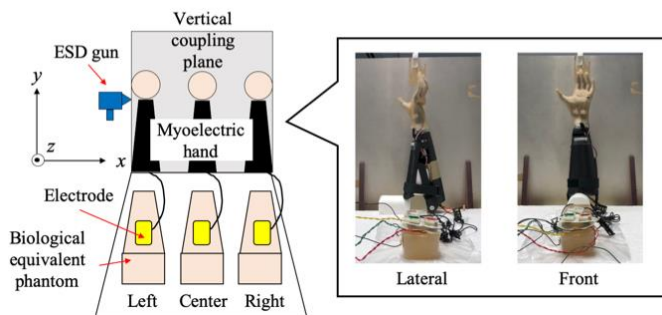 Vertical
coupling
plane
ESD gun
y
z
x
Myoelectric
hand
Electrode
Biological
equivalent
phantom
Left Center Right
Lateral Front